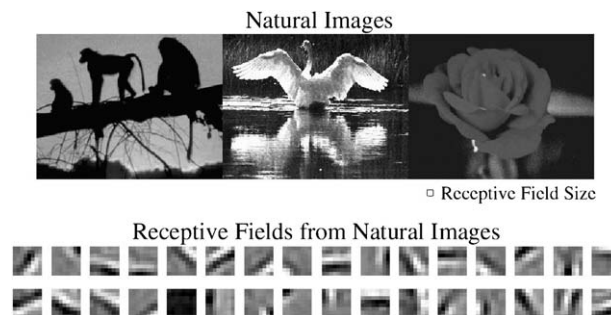 Natural Images
Receptive Field Size
Receptive Fields from Natural Images